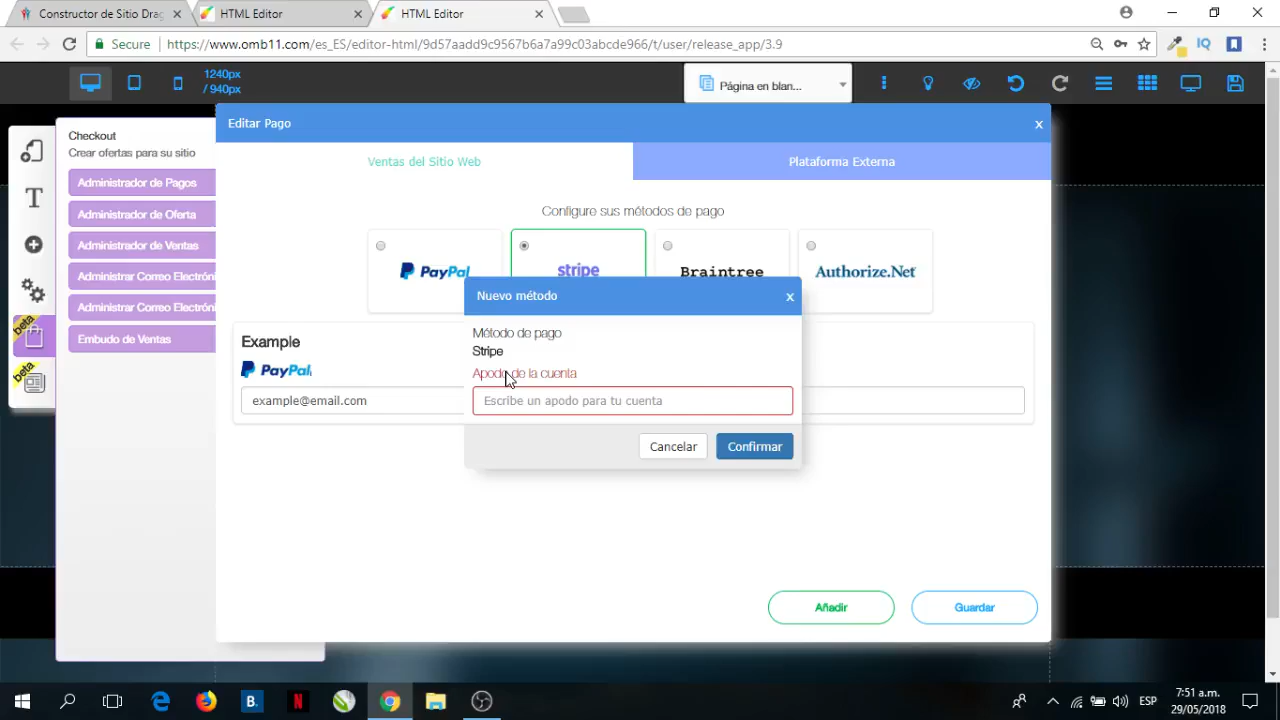 Constructor de Sitio Drag
HTML Editor
HTML Editor
Secure
https://www.omb11.com/es_ES/editor-html/9d57aadd9c9567b6a7a99c03abcde966/t/user/release_app/3.9
1240px
/ 940px
Página en blan...
Checkout
Crear ofertas para su sitio
Administrador de Pagos
Administrador de Oferta
Administrador de Ventas
Administrar Correo Electróni
Administrar Correo Electróni
Embudo de Ventas
beta
beta
Editar Pago
x
Ventas del Sitio Web
Plataforma Externa
Configure sus métodos de pago
PayPal
stripe
Braintree
Authorize.Net
Example
PayPal
example@email.com
Nuevo método
x
Método de pago
Stripe
Apodo de la cuenta
Escribe un apodo para tu cuenta
Cancelar
Confirmar
Añadir
Guardar
ESP
7:51 a.m.
29/05/2018